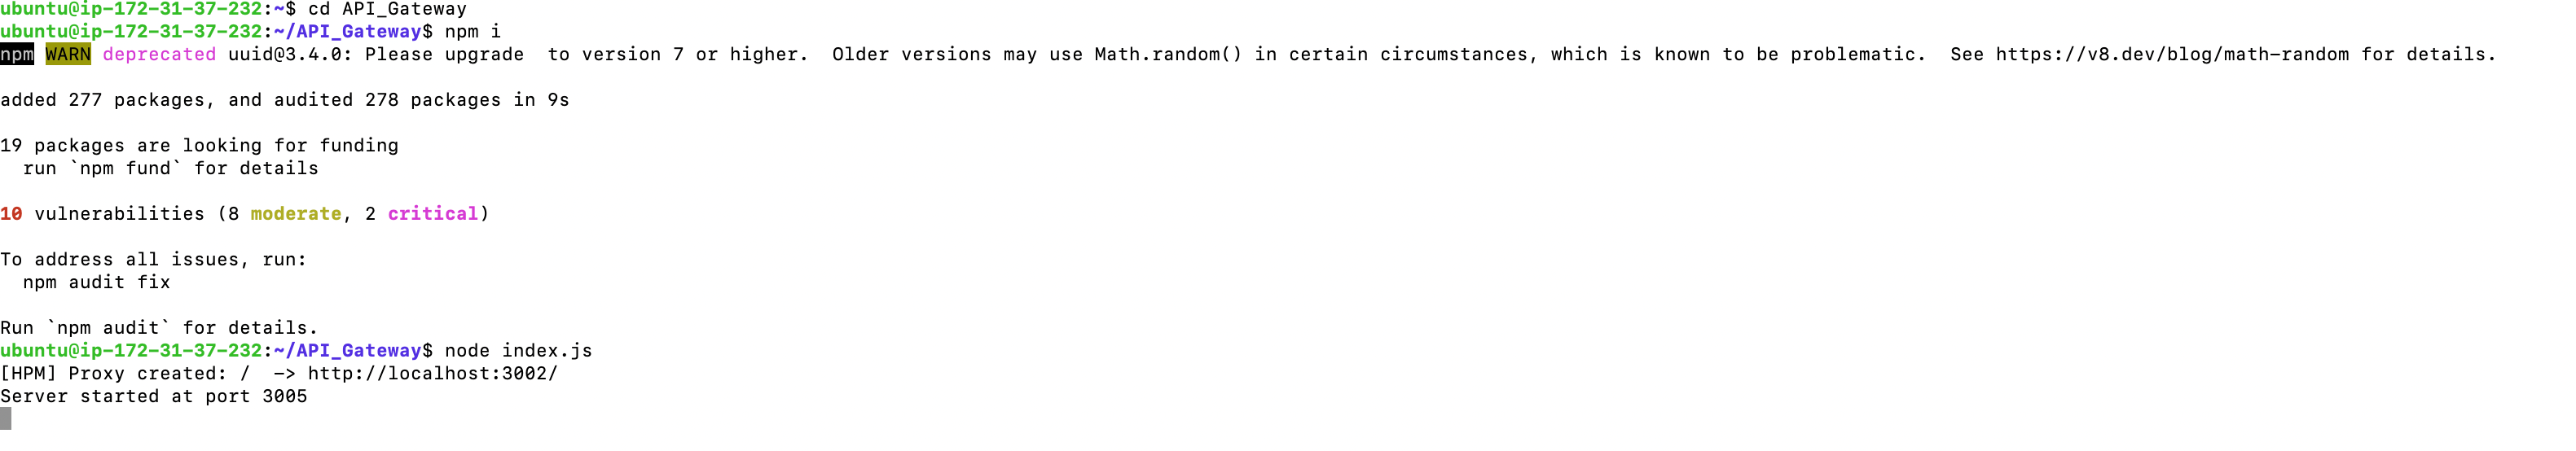 ubuntu@ip-172-31-37-232:~$ cd API_Gateway
ubuntu@ip-172-31-37-232:~/API_Gateway$ npm i
npm WARN deprecated uuid@3.4.0: Please upgrade  to version 7 or higher.  Older versions may use Math.random() in certain circumstances, which is known to be problematic.  See https://v8.dev/blog/math-random for details.
added 277 packages, and audited 278 packages in 9s
19 packages are looking for funding
  run `npm fund` for details
10 vulnerabilities (8 moderate, 2 critical)
To address all issues, run:
  npm audit fix
Run `npm audit` for details.
ubuntu@ip-172-31-37-232:~/API_Gateway$ node index.js
[HPM] Proxy created: /  -> http://localhost:3002/
Server started at port 3005